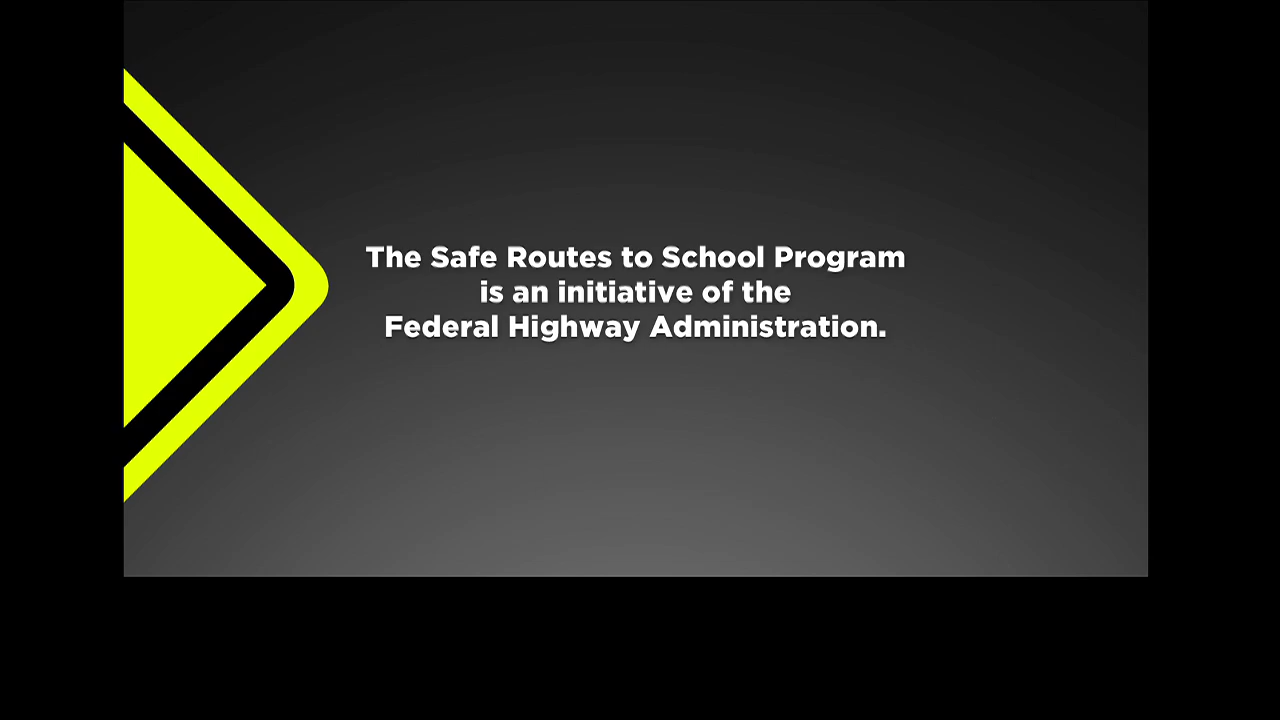 The Safe Routes to School Program
is an initiative of the
Federal Highway Administration.